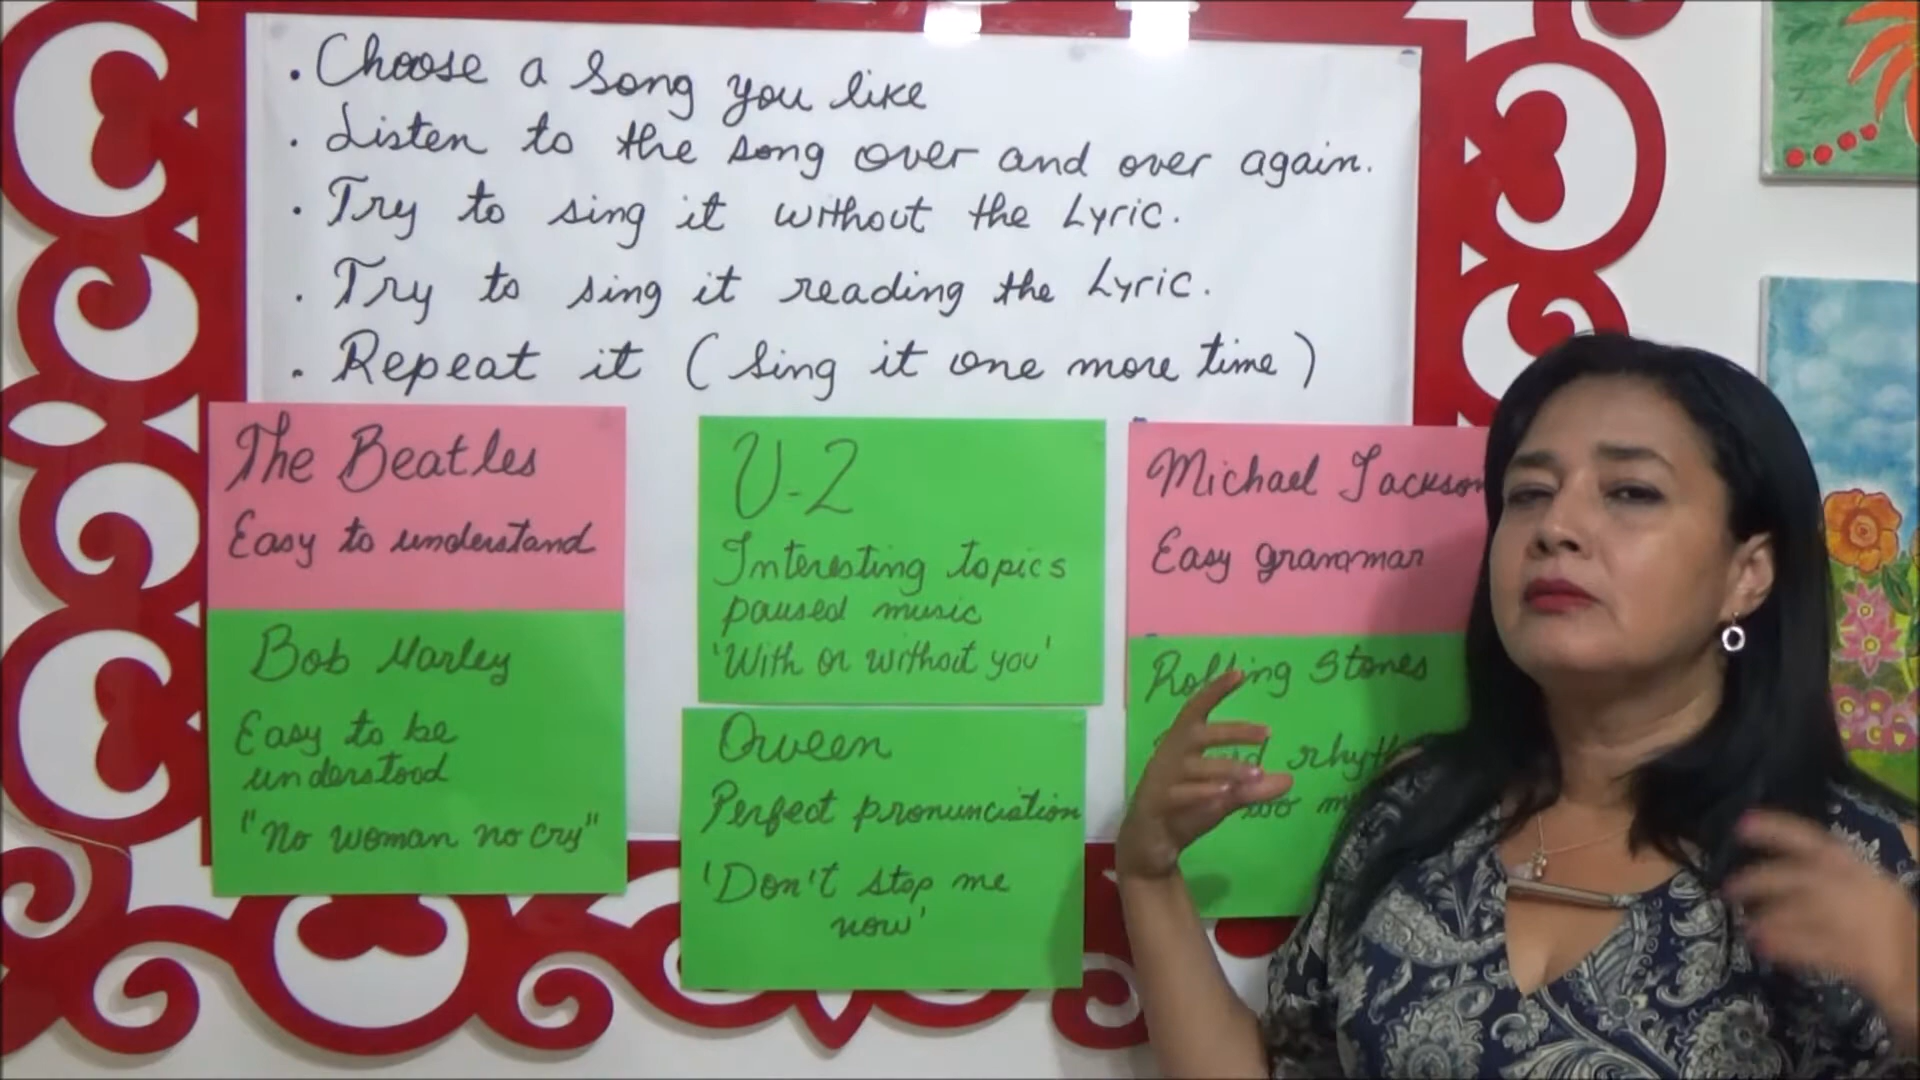 . Choose a song you like
. Listen to the song over and over again.
. Try to sing it without the Lyric.
. Try to sing it reading the Lyric.
. Repeat it (Sing it one more time)
The Beatles
Easy to understand
Bob Marley
Easy to be
understood
"No woman no cry"
U-2
Interesting topics
paused music
'With or without you'
Queen
Perfect pronunciation
'Don't stop me
now'
Michael Jackson
Easy grammar
Rolling Stones